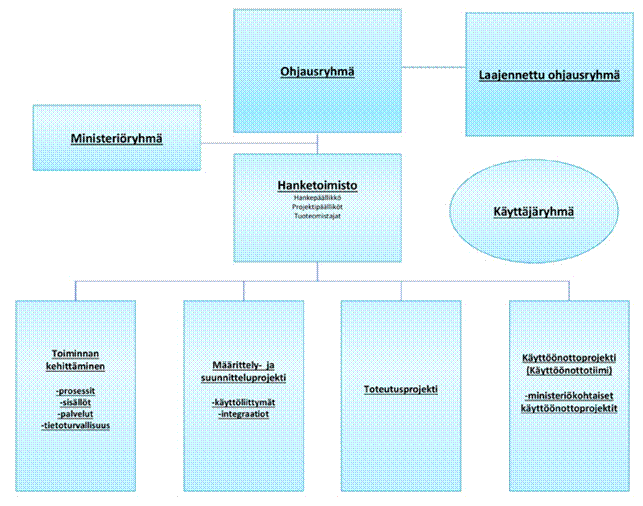 Ohjausryhmä
Laajennettu ohjausryhmä
Ministeriöryhmä
Hanketoimisto
Hankepäällikkö
Projektipäälliköt
Tuoteomistajat
Käyttäjäryhmä
Toiminnan
kehittäminen
-prosessit
-sisällöt
-palvelut
-tietoturvallisuus
Määrittely- ja
suunnitteluprojekti
-käyttöliittymät
-integraatiot
Toteutusprojekti
Käyttöönottoprojekti
(Käyttöönottotiimi)
-ministeriökohtaiset
käyttöönottoprojektit